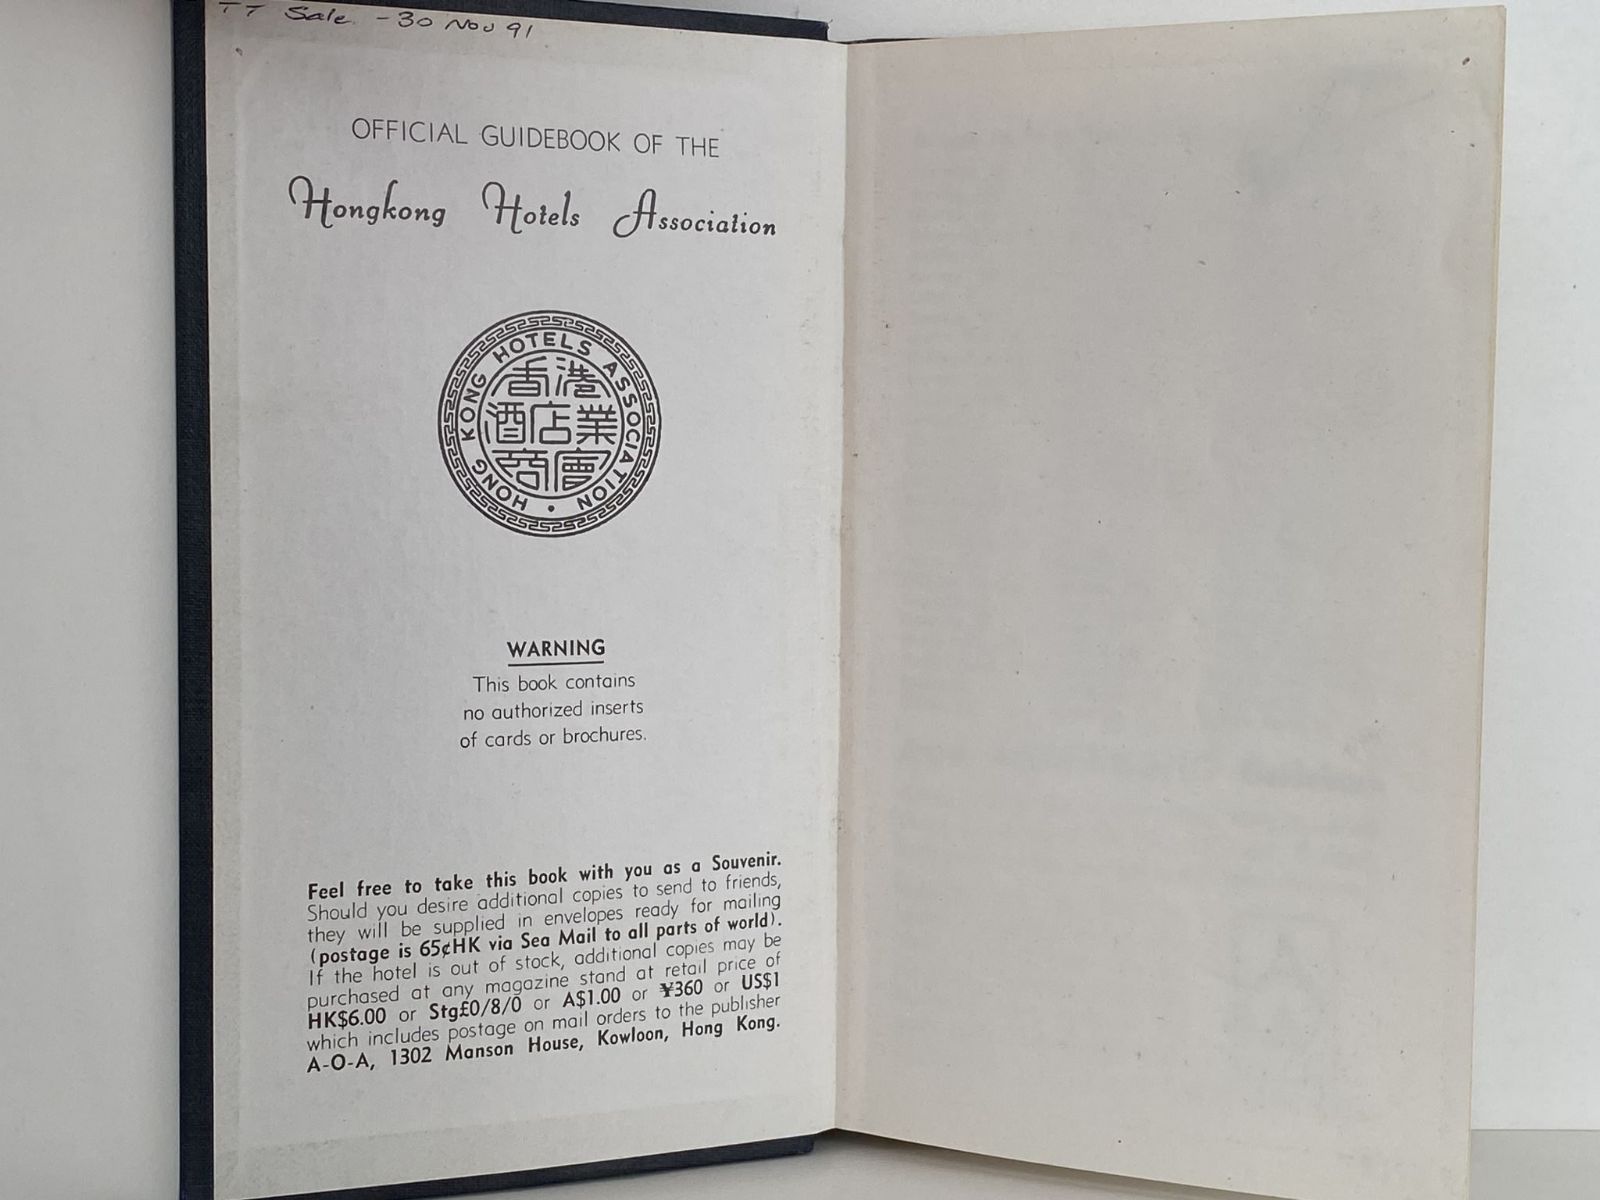 TT Sale. - 30 Nov 91
OFFICIAL GUIDEBOOK OF THE
Hongkong Hotels Association
HONG KONG HOTELS ASSOCIATION •
香港
酒店業
商會
WARNING
This book contains
no authorized inserts
of cards or brochures.
Feel free to take this book with you as a Souvenir.
Should you desire additional copies to send to friends,
they will be supplied in envelopes ready for mailing
(postage is 65¢HK via Sea Mail to all parts of world).
If the hotel is out of stock, additional copies may be
purchased at any magazine stand at retail price of
HK$6.00 or Stg£0/8/0 or A$1.00 or ¥360 or US$1
which includes postage on mail orders to the publisher
A-O-A, 1302 Manson House, Kowloon, Hong Kong.